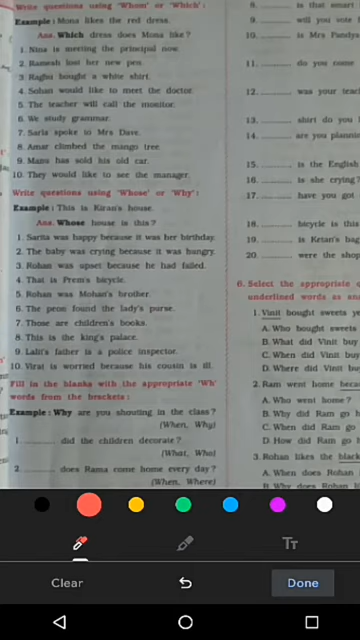 Write questions using 'Whom' or 'Which' :
Example : Mona likes the red dress.
Ans. Which dress does Mona like ?
1. Nina is meeting the principal now.
2. Ramesh lost her new pen.
3. Raghu bought a white shirt.
4. Sohan would like to meet the doctor.
5. The teacher will call the monitor.
6. We study grammar.
7. Sarla spoke to Mrs Dave.
8. Amar climbed the mango tree.
9. Manu has sold his old car.
10. They would like to see the manager.
Write questions using 'Whose' or 'Why' :
Example : This is Kiran's house.
Ans. Whose house is this ?
1. Sarita was happy because it was her birthday.
2. The baby was crying because it was hungry.
3. Rohan was upset because he had failed.
4. That is Prem's bicycle.
5. Rohan was Mohan's brother.
6. The peon found the lady's purse.
7. Those are children's books.
8. This is the king's palace.
9. Lalit's father is a police inspector.
10. Virat is worried because his cousin is ill.
Fill in the blanks with the appropriate 'Wh'
words from the brackets :
Example : Why are you shouting in the class ?
(When, Why)
1. ........ did the children decorate ?
(What, Who)
2. ........ does Rama come home every day ?
(When, Where)
8. ........ is that smart
9. ........ will you vote
10. ........ is Mrs Pandya
11. ........ do you come
12. ........ was your teac
13. ........ shirt do you
14. ........ are you plannin
15. ........ is the English
16. ........ is she crying ?
17. ........ have you got
18. ........ bicycle is this
19. ........ is Ketan's bag
20. ........ were the shop
6. Select the appropriate
underlined words as an
1. Vinit bought sweets ye
A. Who bought sweets
B. What did Vinit buy
C. When did Vinit buy
D. Where did Vinit buy
2. Ram went home beca
A. Who went home ?
B. Why did Ram go h
C. When did Ram go
D. How did Ram go
3. Rohan likes the black
A. When does Rohan
B. Why does Rohan li
Tт
Clear
Done